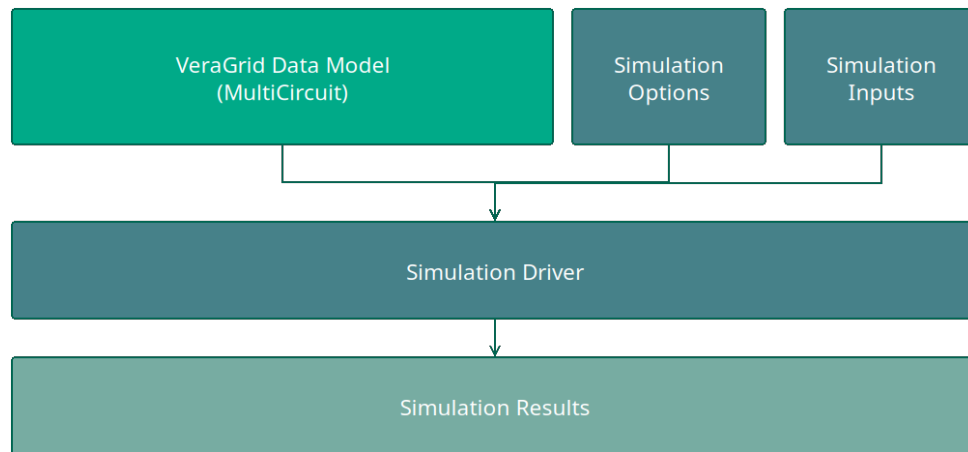 VeraGrid Data Model
(MultiCircuit)
Simulation
Options
Simulation
Inputs
Simulation Driver
Simulation Results